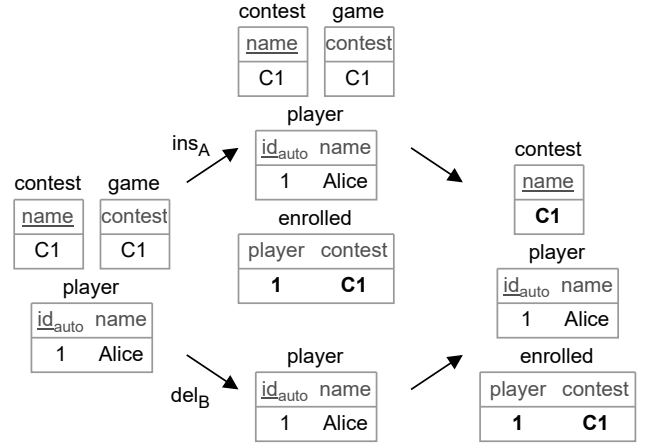 contest game
name contest
C1 C1
player
id_auto name
1 Alice
ins_A
del_B
contest game
name contest
C1 C1
player
id_auto name
1 Alice
enrolled
player contest
1 C1
player
id_auto name
1 Alice
contest
name
C1
player
id_auto name
1 Alice
enrolled
player contest
1 C1